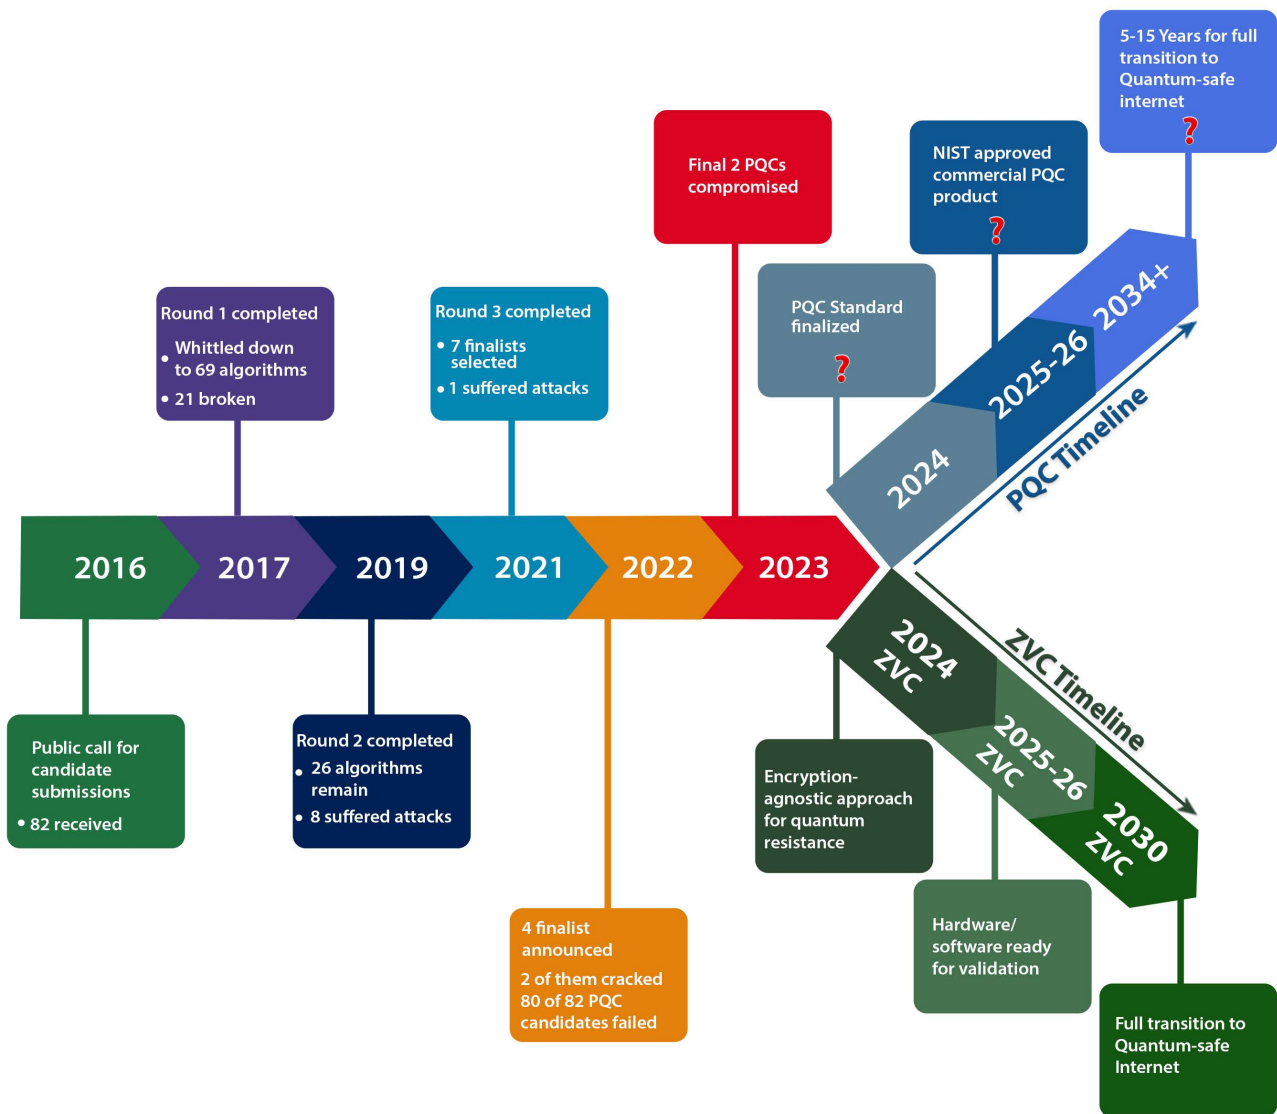 5-15 Years for full
transition to
Quantum-safe
internet
?
NIST approved
commercial PQC
product
?
Final 2 PQCs
compromised
PQC Standard
finalized
?
Round 1 completed
• Whittled down
to 69 algorithms
• 21 broken
Round 3 completed
• 7 finalists
selected
• 1 suffered attacks
2034+
2025-26
2024
PQC Timeline
2016
2017
2019
2021
2022
2023
ZVC Timeline
2024
ZVC
2025-26
ZVC
2030
ZVC
Public call for
candidate
submissions
• 82 received
Round 2 completed
• 26 algorithms
remain
• 8 suffered attacks
4 finalist
announced
2 of them cracked
80 of 82 PQC
candidates failed
Encryption-
agnostic approach
for quantum
resistance
Hardware/
software ready
for validation
Full transition to
Quantum-safe
Internet